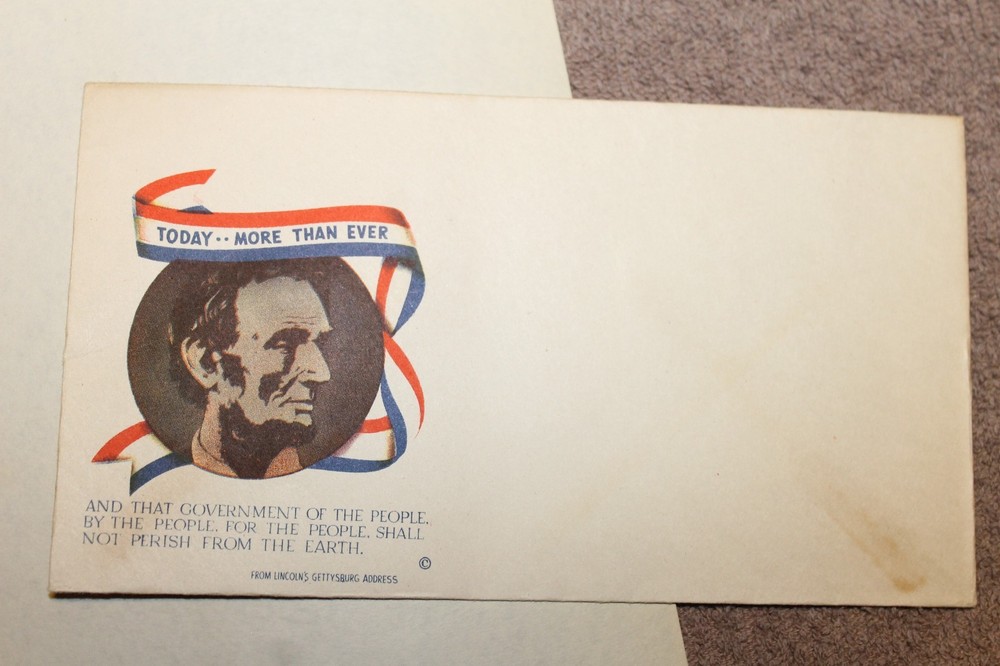 TODAY•• MORE THAN EVER
AND THAT GOVERNMENT OF THE PEOPLE,
BY THE PEOPLE, FOR THE PEOPLE, SHALL
NOT PERISH FROM THE EARTH.
©
FROM LINCOLN'S GETTYSBURG ADDRESS